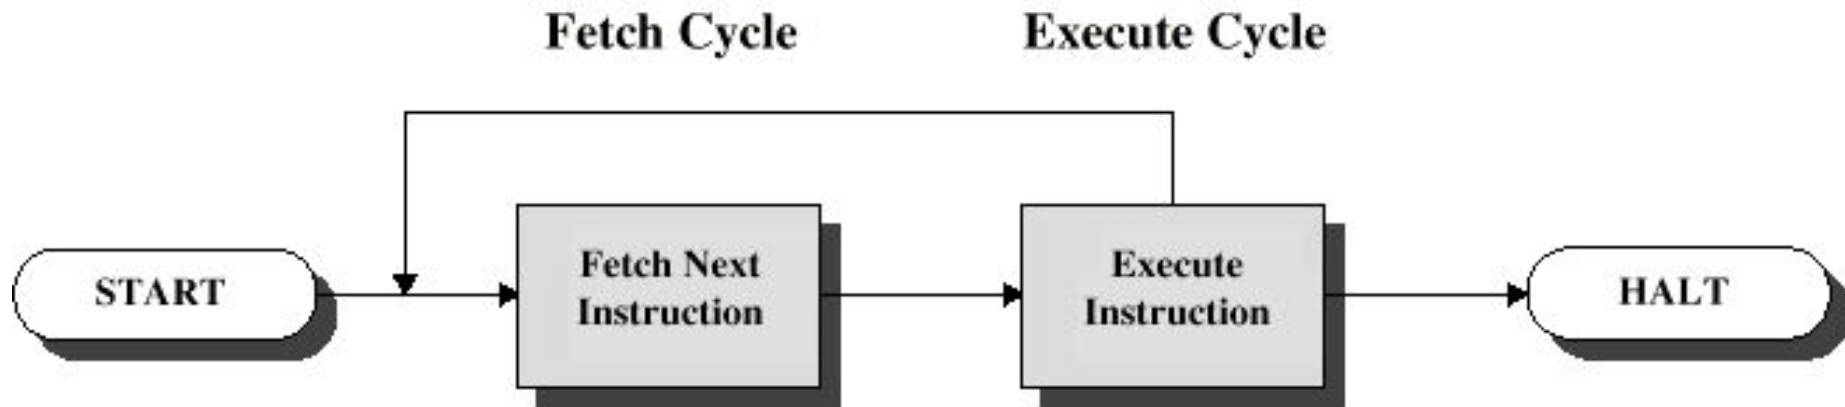 Fetch Cycle
Execute Cycle
START
Fetch Next
Instruction
Execute
Instruction
HALT